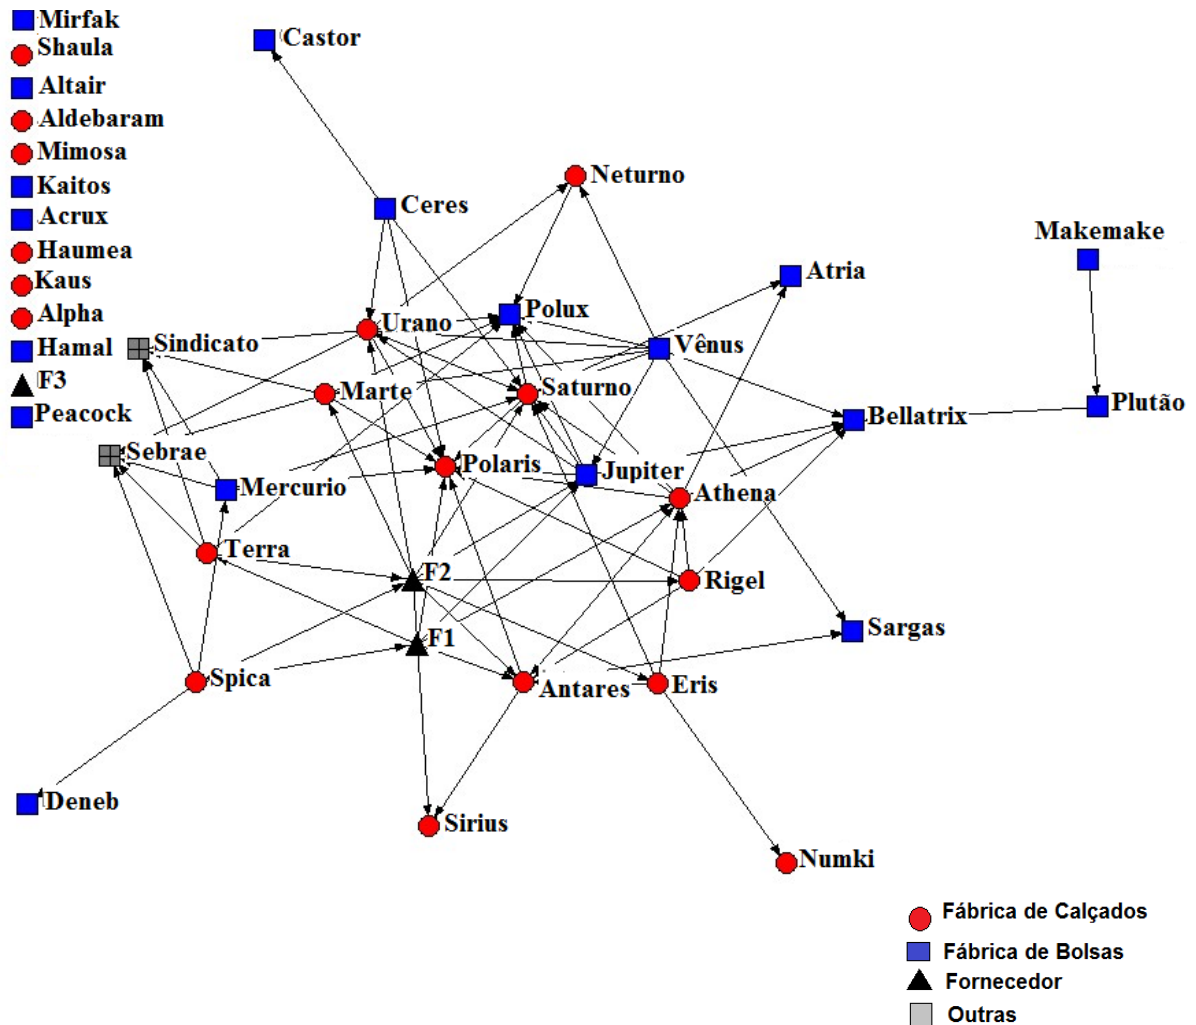 Mirfak
Shaula
Altair
Aldebaram
Mimosa
Kaitos
Acrux
Haumea
Kaus
Alpha
Hamal
F3
Peacock
Castor
Neturno
Ceres
Makemake
Atria
Polux
Urano
Sindicato
Vênus
Marte
Saturno
Plutão
Bellatrix
Sebrae
Polaris
Jupiter
Mercurio
Athena
Terra
F2
Rigel
F1
Sargas
Spica
Antares
Eris
Deneb
Sirius
Numki
Fábrica de Calçados
Fábrica de Bolsas
Fornecedor
Outras